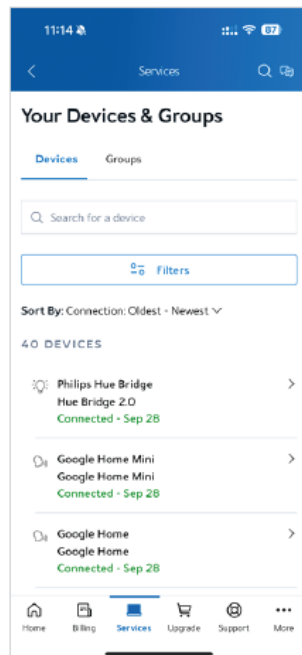 11:14
87
Services
Your Devices & Groups
Devices Groups
Search for a device
Filters
Sort By: Connection: Oldest - Newest
40 DEVICES
Philips Hue Bridge
Hue Bridge 2.0
Connected - Sep 28
Google Home Mini
Google Home Mini
Connected - Sep 28
Google Home
Google Home
Connected - Sep 28
Home Billing Services Upgrade Support More